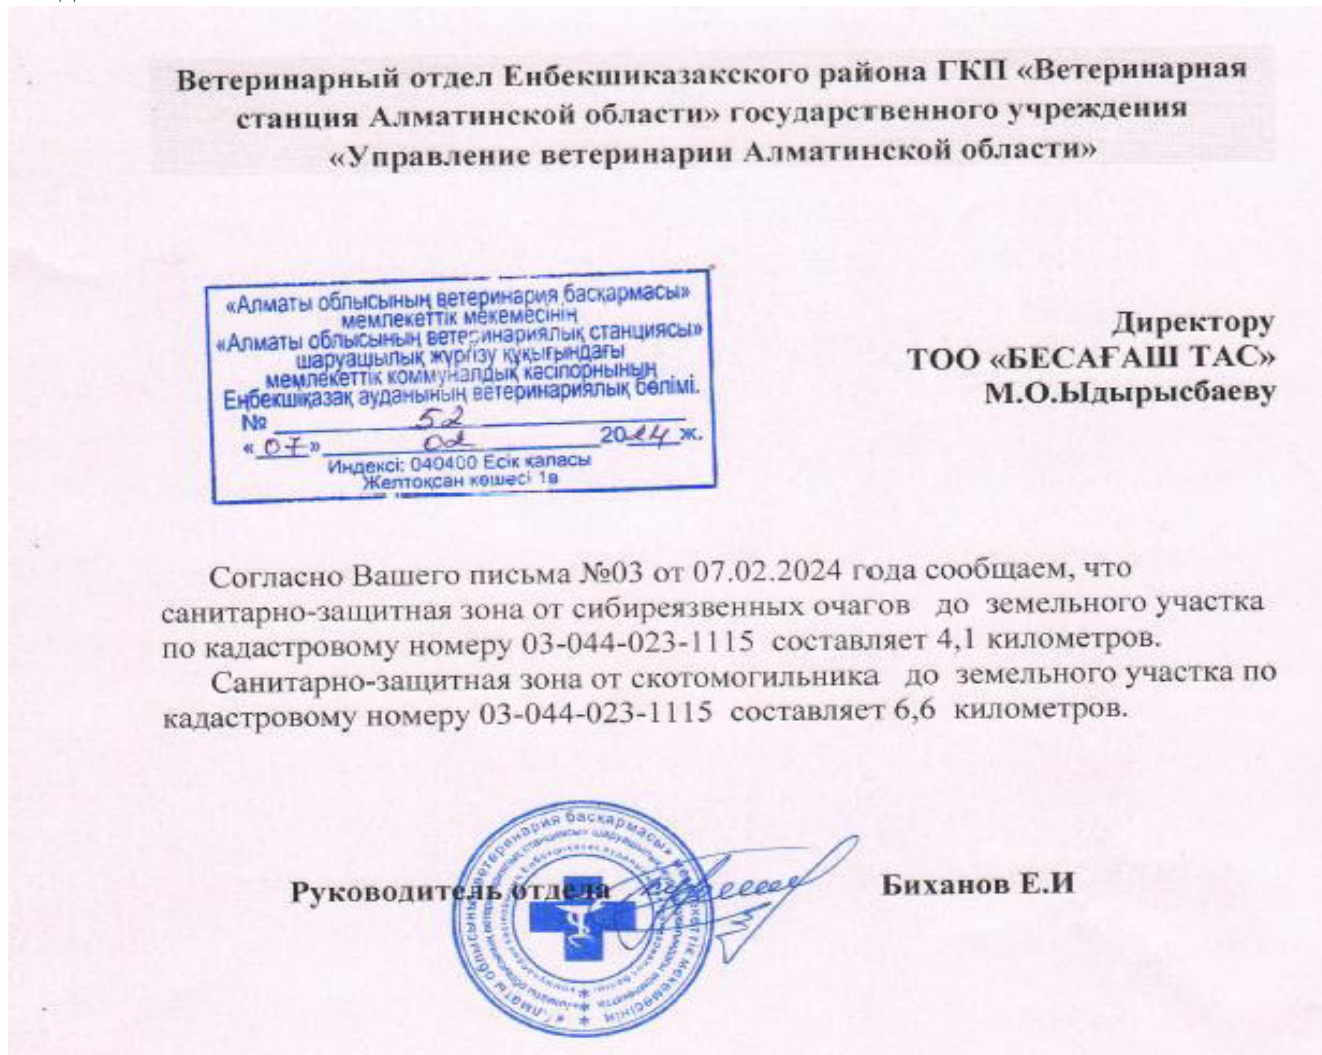 Ветеринарный отдел Енбекшиказакского района ГКП «Ветеринарная
станция Алматинской области» государственного учреждения
«Управление ветеринарии Алматинской области»
«Алматы облысының ветеринария басқармасы»
мемлекеттік мекемесінің
«Алматы облысының ветеринариялық станциясы»
шаруашылық жүргізу құқығындағы
мемлекеттік коммуналдық кәсіпорнының
Еңбекшіқазақ ауданының ветеринариялық бөлімі.
№ 52
«07» 02 2024 ж.
Индексі: 040400 Есік қаласы
Желтоқсан көшесі 1в
Директору
ТОО «БЕСАҒАШ ТАС»
М.О.Ыдырысбаеву
Согласно Вашего письма №03 от 07.02.2024 года сообщаем, что
санитарно-защитная зона от сибиреязвенных очагов до земельного участка
по кадастровому номеру 03-044-023-1115 составляет 4,1 километров.
Санитарно-защитная зона от скотомогильника до земельного участка по
кадастровому номеру 03-044-023-1115 составляет 6,6 километров.
Руководитель отдела
Биханов Е.И